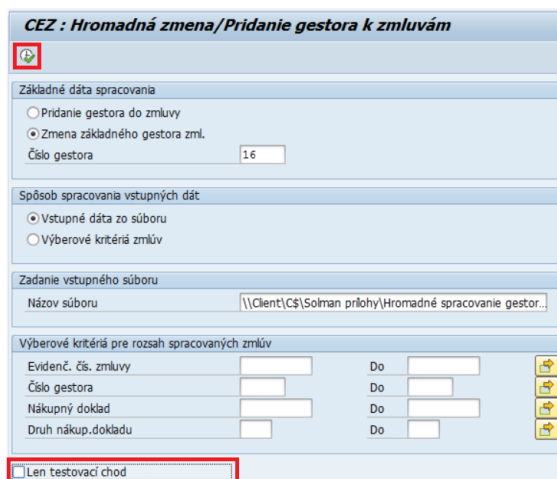 CEZ : Hromadná zmena/Pridanie gestora k zmluvám
Základné dáta spracovania
Pridanie gestora do zmluvy
Zmena základného gestora zml.
Číslo gestora 16
Spôsob spracovania vstupných dát
Vstupné dáta zo súboru
Výberové kritériá zmlúv
Zadanie vstupného súboru
Názov súboru \\Client\C$\Solman prílohy\Hromadné spracovanie gestor...
Výberové kritériá pre rozsah spracovaných zmlúv
Evidenč. čís. zmluvy Do
Číslo gestora Do
Nákupný doklad Do
Druh nákup.dokladu Do
Len testovací chod